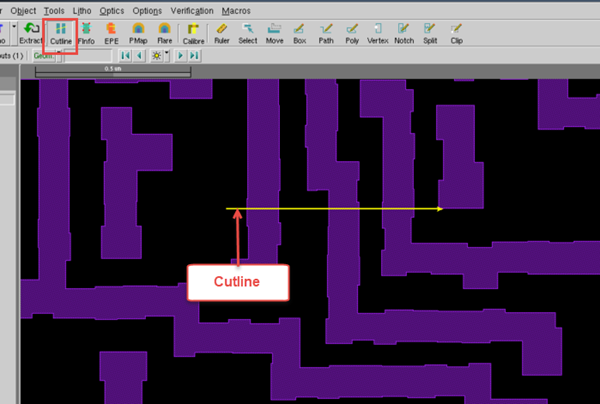 r Object Tools Litho Optics Options Verification Macros
Extract Cutline FInfo EPE PMap Flare Calibre Ruler Select Move Box Path Poly Vertex Notch Split Clip
uts ( 1 ) Geom:
0.5 um
Cutline